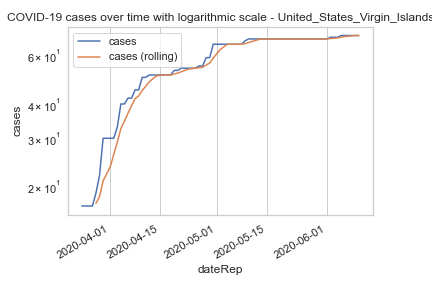 COVID-19 cases over time with logarithmic scale - United_States_Virgin_Islands
cases
cases (rolling)
6 × 10¹
4 × 10¹
3 × 10¹
2 × 10¹
cases
2020-04-01
2020-04-15
2020-05-01
2020-05-15
2020-06-01
dateRep